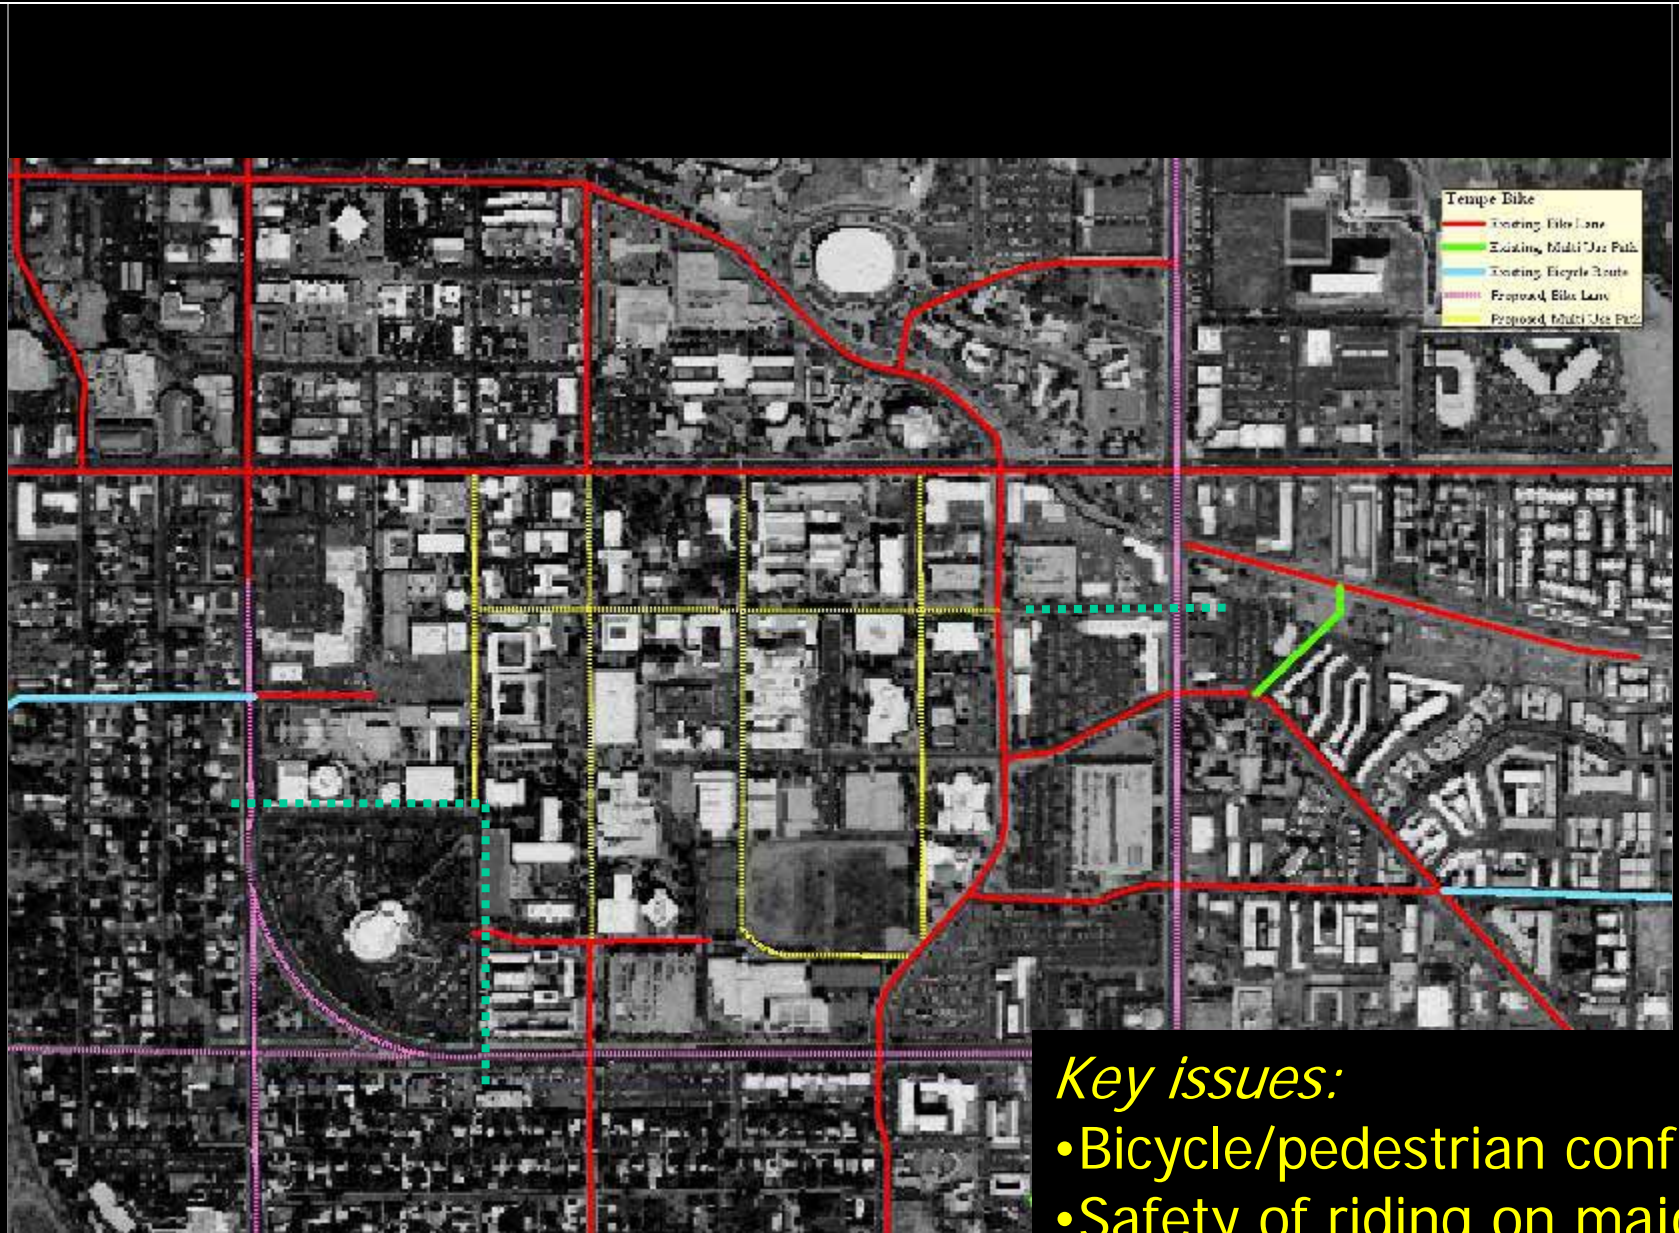 Tempe Bike
Existing, Bike Lane
Existing, Multi Use Path
Existing, Bicycle Route
Proposed, Bike Lane
Proposed, Multi Use Path
Key issues:
•Bicycle/pedestrian conf
•Safety of riding on majo